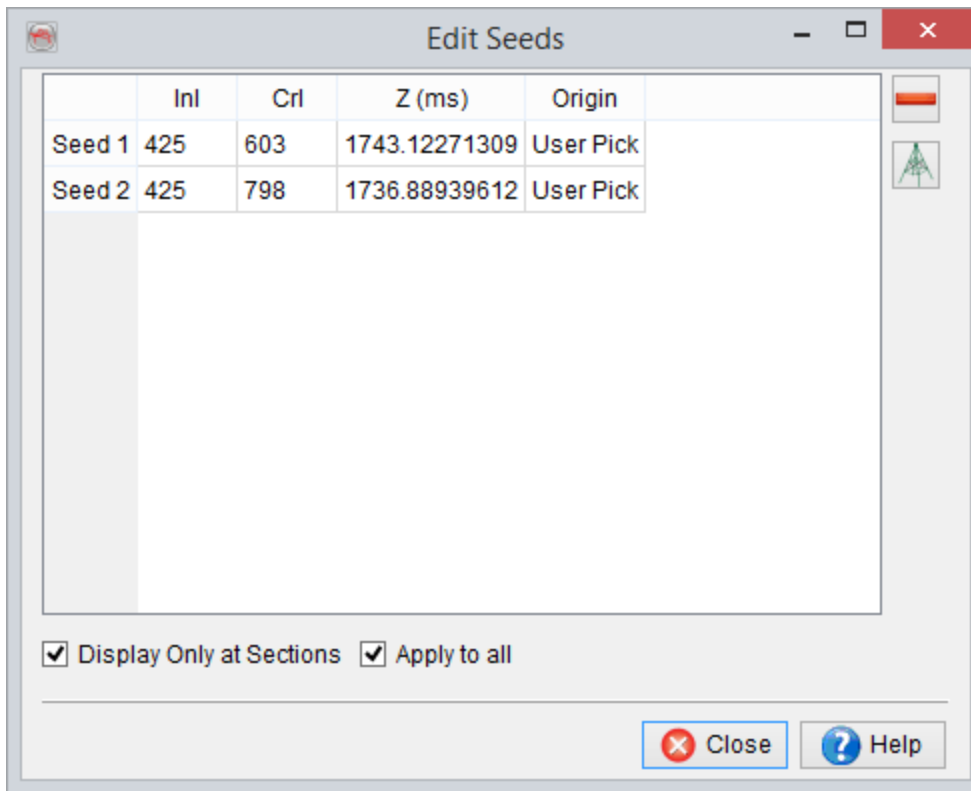 Edit Seeds
Inl Crl Z (ms) Origin
Seed 1 425 603 1743.12271309 User Pick
Seed 2 425 798 1736.88939612 User Pick
Display Only at Sections Apply to all
Close Help